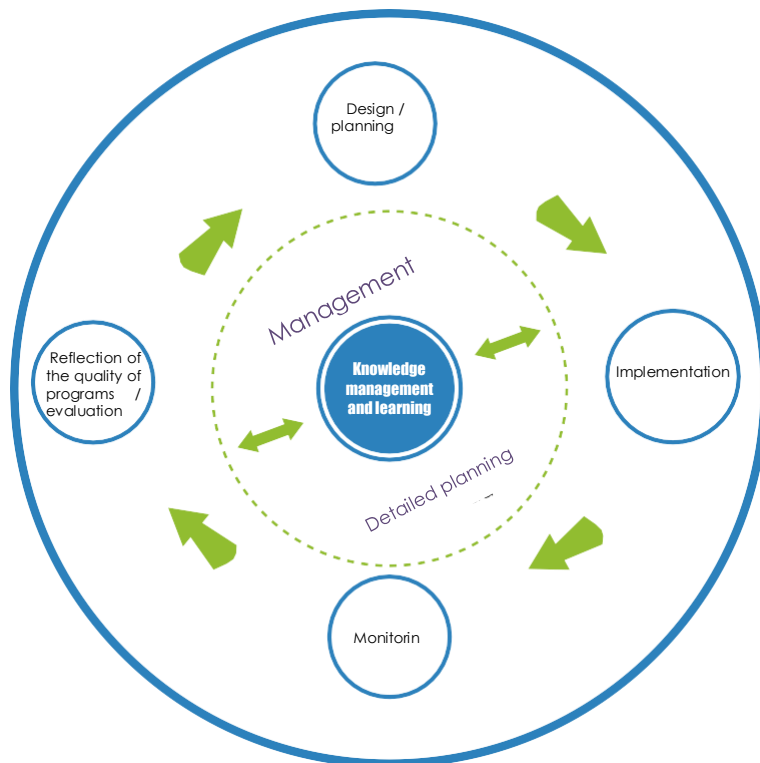 Design /
planning
Management
Knowledge
management
and learning
Implementation
Reflection of
the quality of
programs /
evaluation
Detailed planning
Monitorin